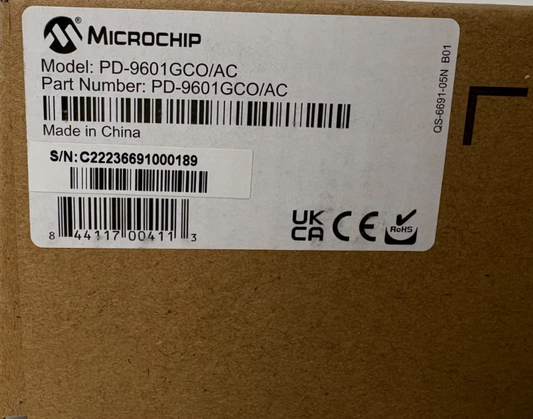 MICROCHIP
Model: PD-9601GCO/AC
Part Number: PD-9601GCO/AC
Made in China
S/N: C22236691000189
8 44117 00411 3
UK CA CE RoHS
QS-6691-05N B01